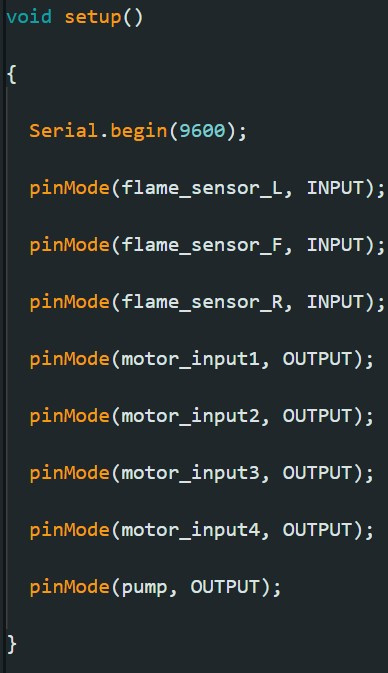 void setup()
{
Serial.begin(9600);
pinMode(flame_sensor_L, INPUT);
pinMode(flame_sensor_F, INPUT);
pinMode(flame_sensor_R, INPUT);
pinMode(motor_input1, OUTPUT);
pinMode(motor_input2, OUTPUT);
pinMode(motor_input3, OUTPUT);
pinMode(motor_input4, OUTPUT);
pinMode(pump, OUTPUT);
}